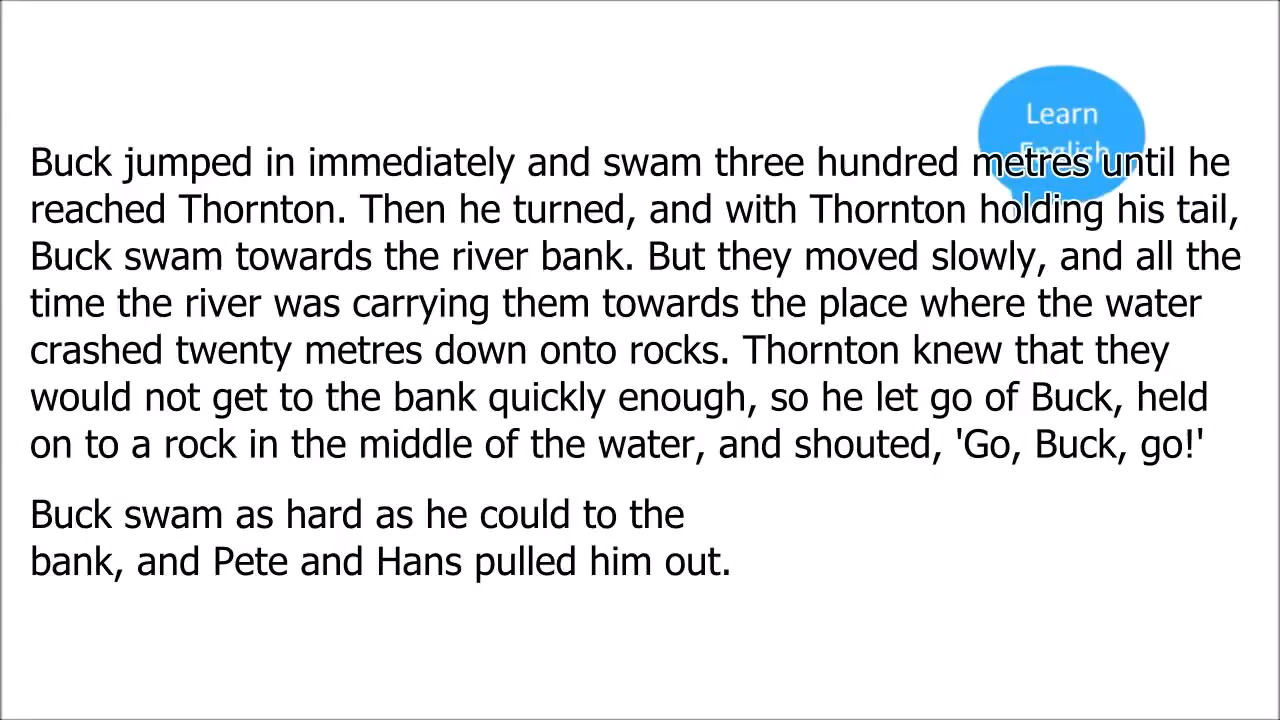 Learn
English
Buck jumped in immediately and swam three hundred metres until he
reached Thornton. Then he turned, and with Thornton holding his tail,
Buck swam towards the river bank. But they moved slowly, and all the
time the river was carrying them towards the place where the water
crashed twenty metres down onto rocks. Thornton knew that they
would not get to the bank quickly enough, so he let go of Buck, held
on to a rock in the middle of the water, and shouted, 'Go, Buck, go!'
Buck swam as hard as he could to the
bank, and Pete and Hans pulled him out.